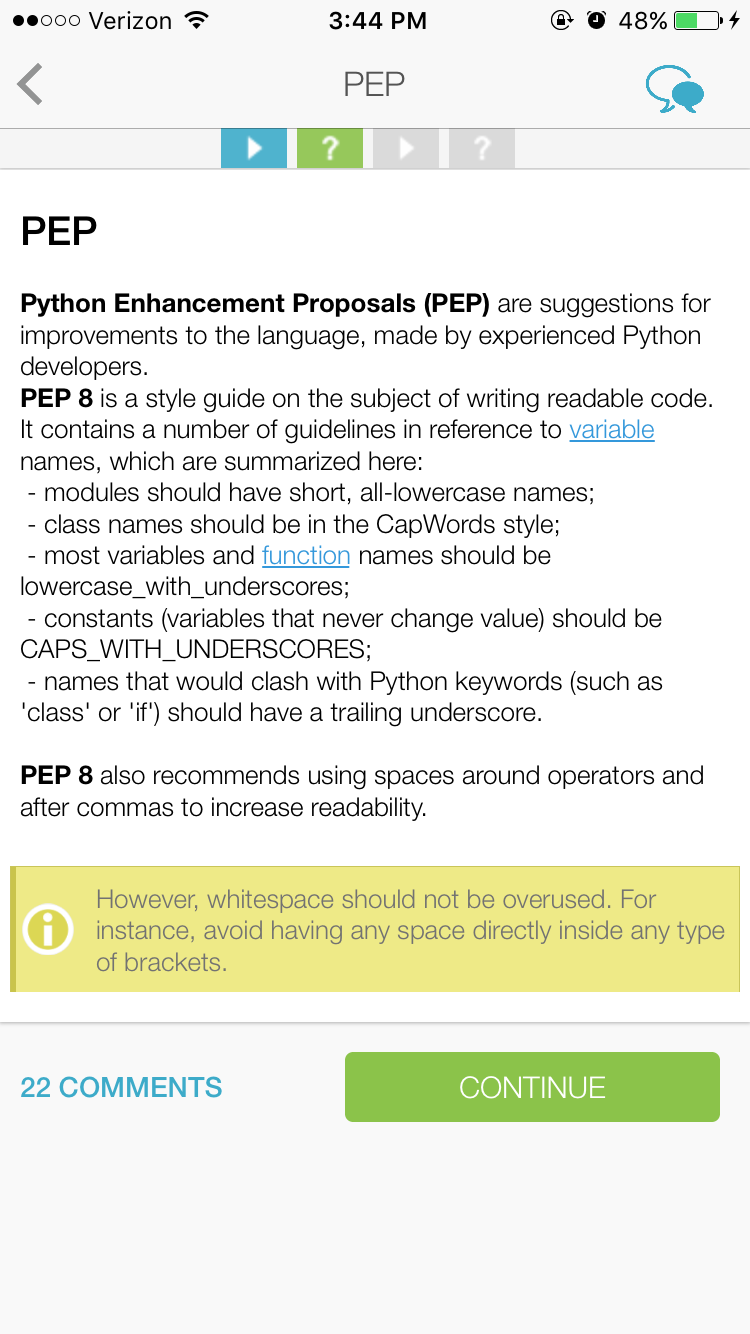 Verizon 3:44 PM 48%
PEP
? ?
PEP
Python Enhancement Proposals (PEP) are suggestions for
improvements to the language, made by experienced Python
developers.
PEP 8 is a style guide on the subject of writing readable code.
It contains a number of guidelines in reference to variable
names, which are summarized here:
- modules should have short, all-lowercase names;
- class names should be in the CapWords style;
- most variables and function names should be
lowercase_with_underscores;
- constants (variables that never change value) should be
CAPS_WITH_UNDERSCORES;
- names that would clash with Python keywords (such as
'class' or 'if') should have a trailing underscore.
PEP 8 also recommends using spaces around operators and
after commas to increase readability.
However, whitespace should not be overused. For
instance, avoid having any space directly inside any type
of brackets.
22 COMMENTS CONTINUE